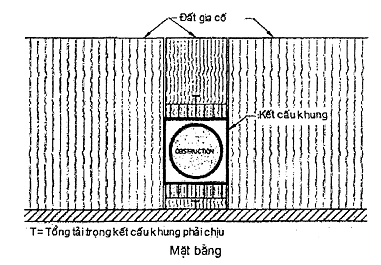 Đất gia cố
T
Kết cấu khung
OBSTRUCTION
T
T= Tổng tải trọng kết cấu khung phải chịu
Mặt bằng